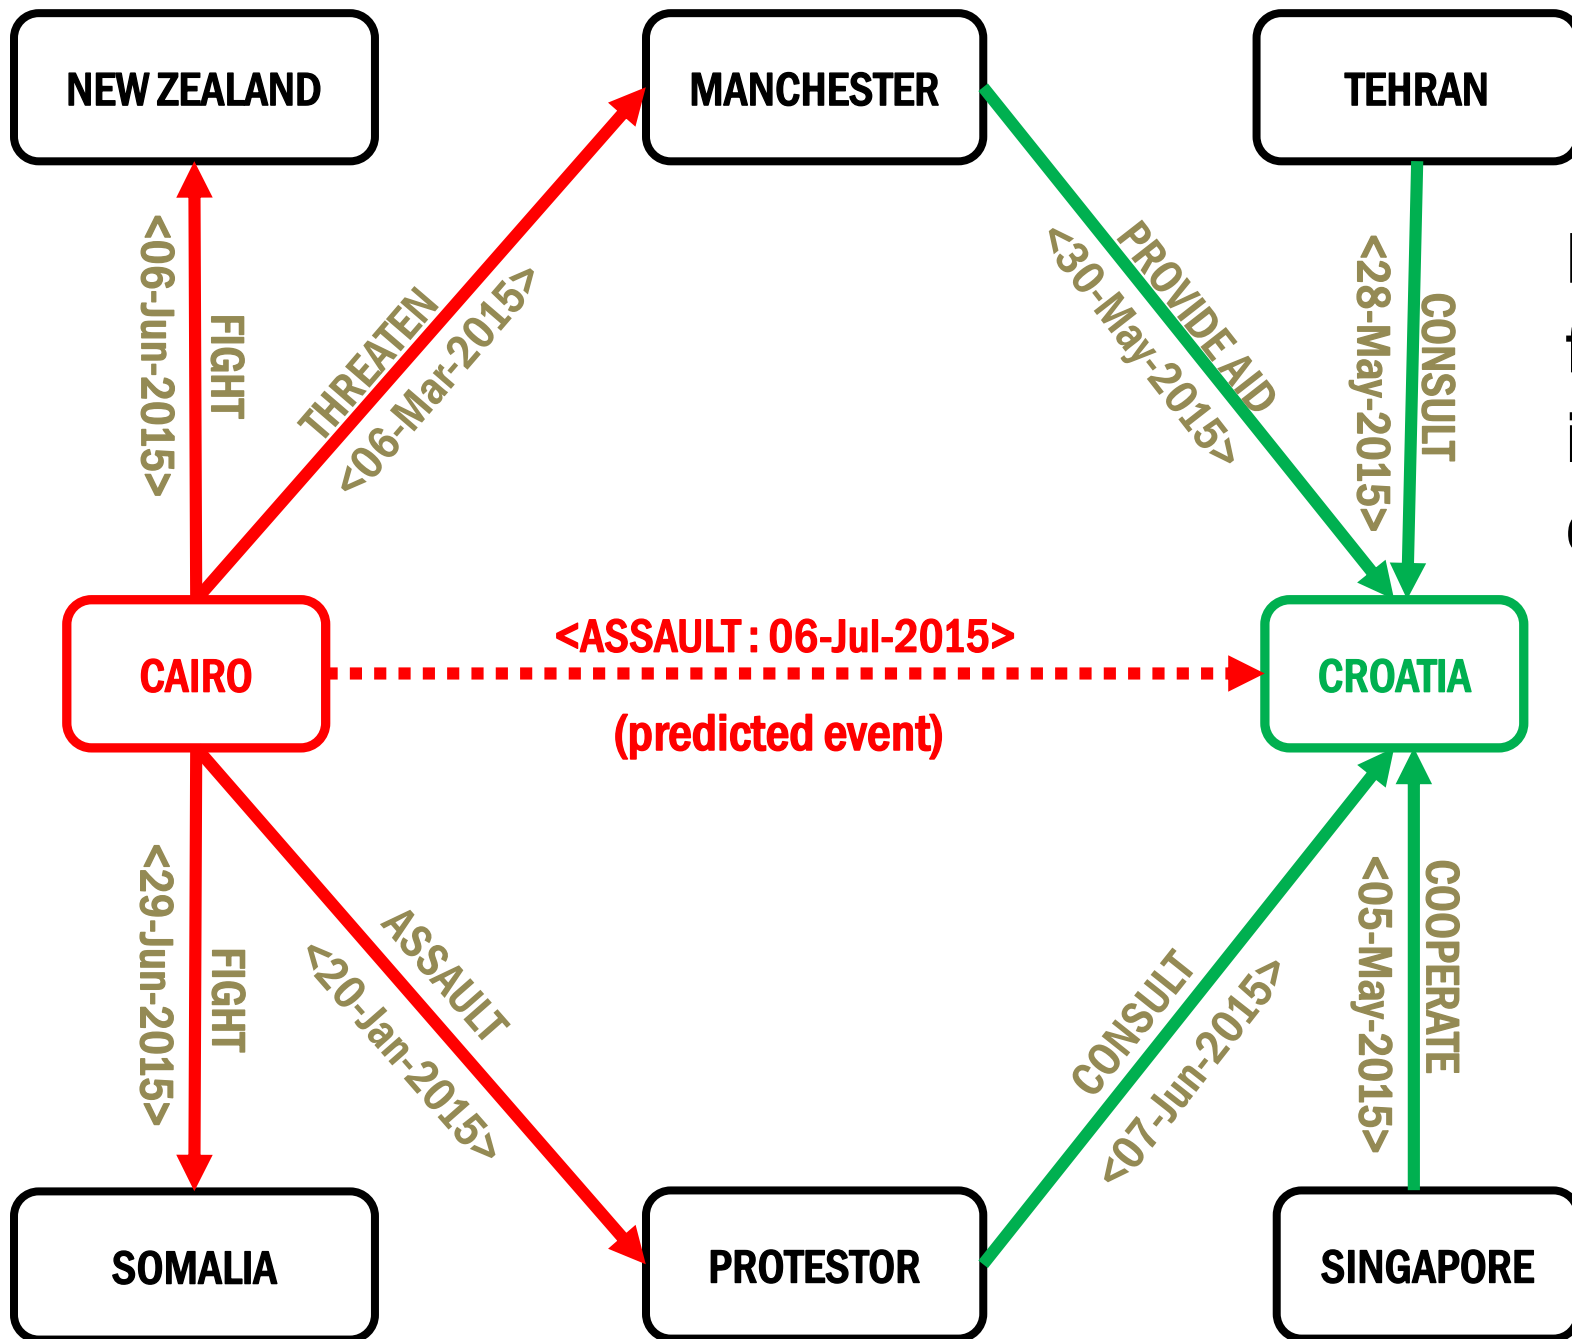 NEW ZEALAND
MANCHESTER
TEHRAN
<06-Jun-2015>
FIGHT
THREATEN
<06-Mar-2015>
PROVIDE AID
<30-May-2015>
CONSULT
<28-May-2015>
CAIRO
<ASSAULT : 06-Jul-2015>
(predicted event)
CROATIA
<29-Jun-2015>
FIGHT
ASSAULT
<20-Jan-2015>
CONSULT
<07-Jun-2015>
COOPERATE
<05-May-2015>
SOMALIA
PROTESTOR
SINGAPORE